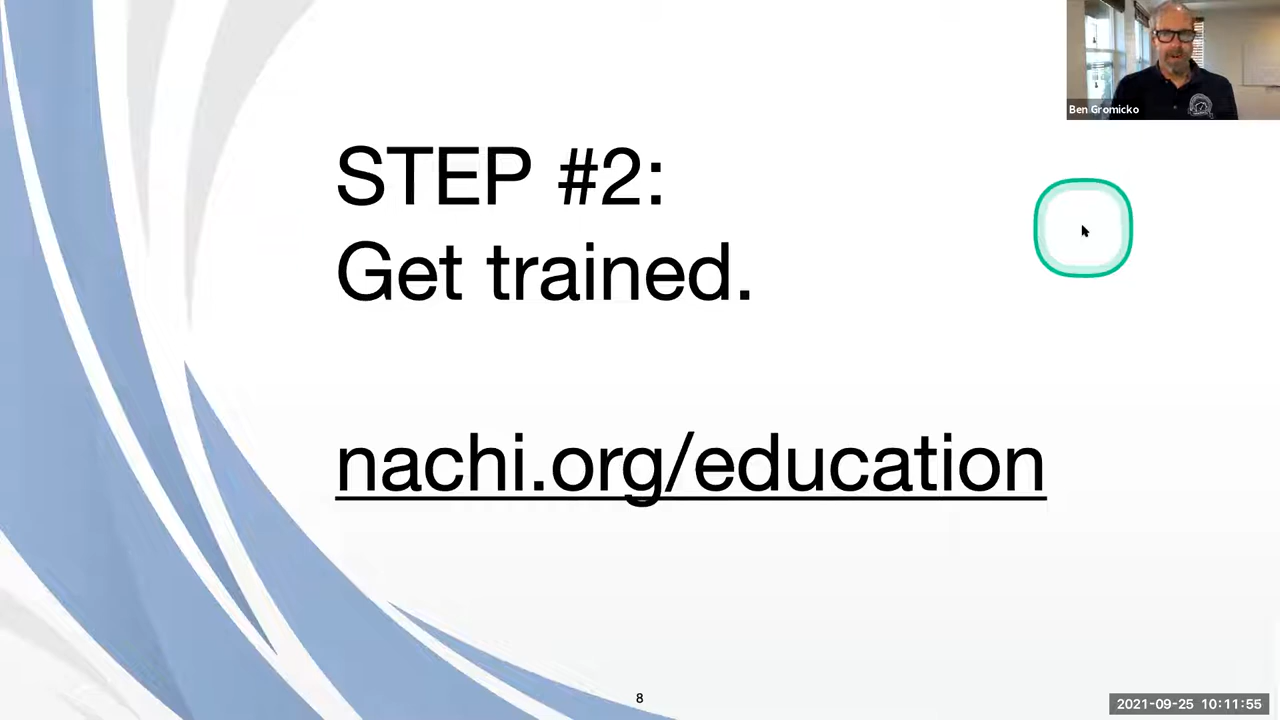 Ben Gromicko
STEP #2:
Get trained.
nachi.org/education
8
2021-09-25 10:11:55